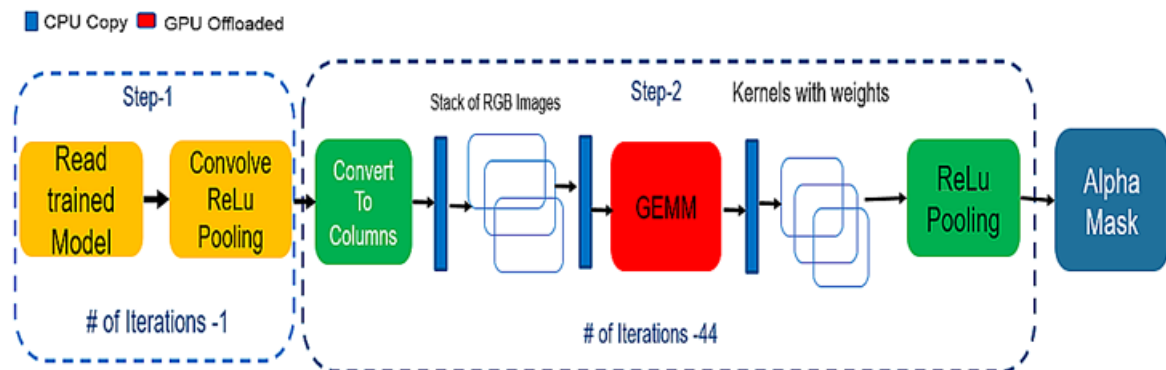 CPU Copy
GPU Offloaded
Step-1
Read
trained
Model
Convolve
ReLu
Pooling
# of Iterations -1
Step-2
Convert
To
Columns
Stack of RGB Images
GEMM
Kernels with weights
ReLu
Pooling
# of Iterations -44
Alpha
Mask